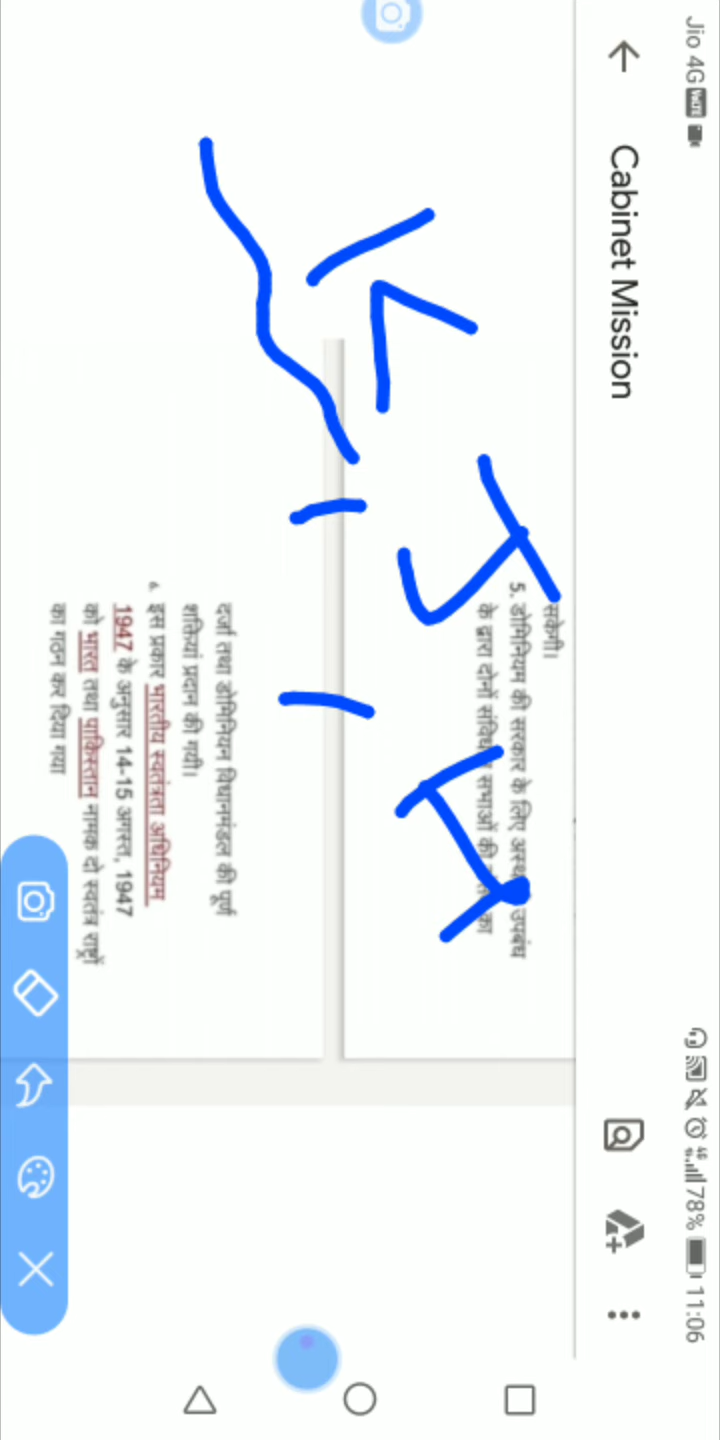 Jio 4G VoLTE 78% 11:06
Cabinet Mission
सकेगी।
5. डोमिनियम की सरकार के लिए उपबंध
के द्वारा दोनों सभाओं की का
दर्जा तथा डोमिनियन विधानमंडल की पूर्ण
शक्तियां प्रदान की गयी।
6. इस प्रकार भारतीय स्वतंत्रता अधिनियम
1947 के अनुसार 14-15 अगस्त, 1947
को भारत तथा पाकिस्तान नामक दो स्वतंत्र राष्ट्रों
का गठन कर दिया गया